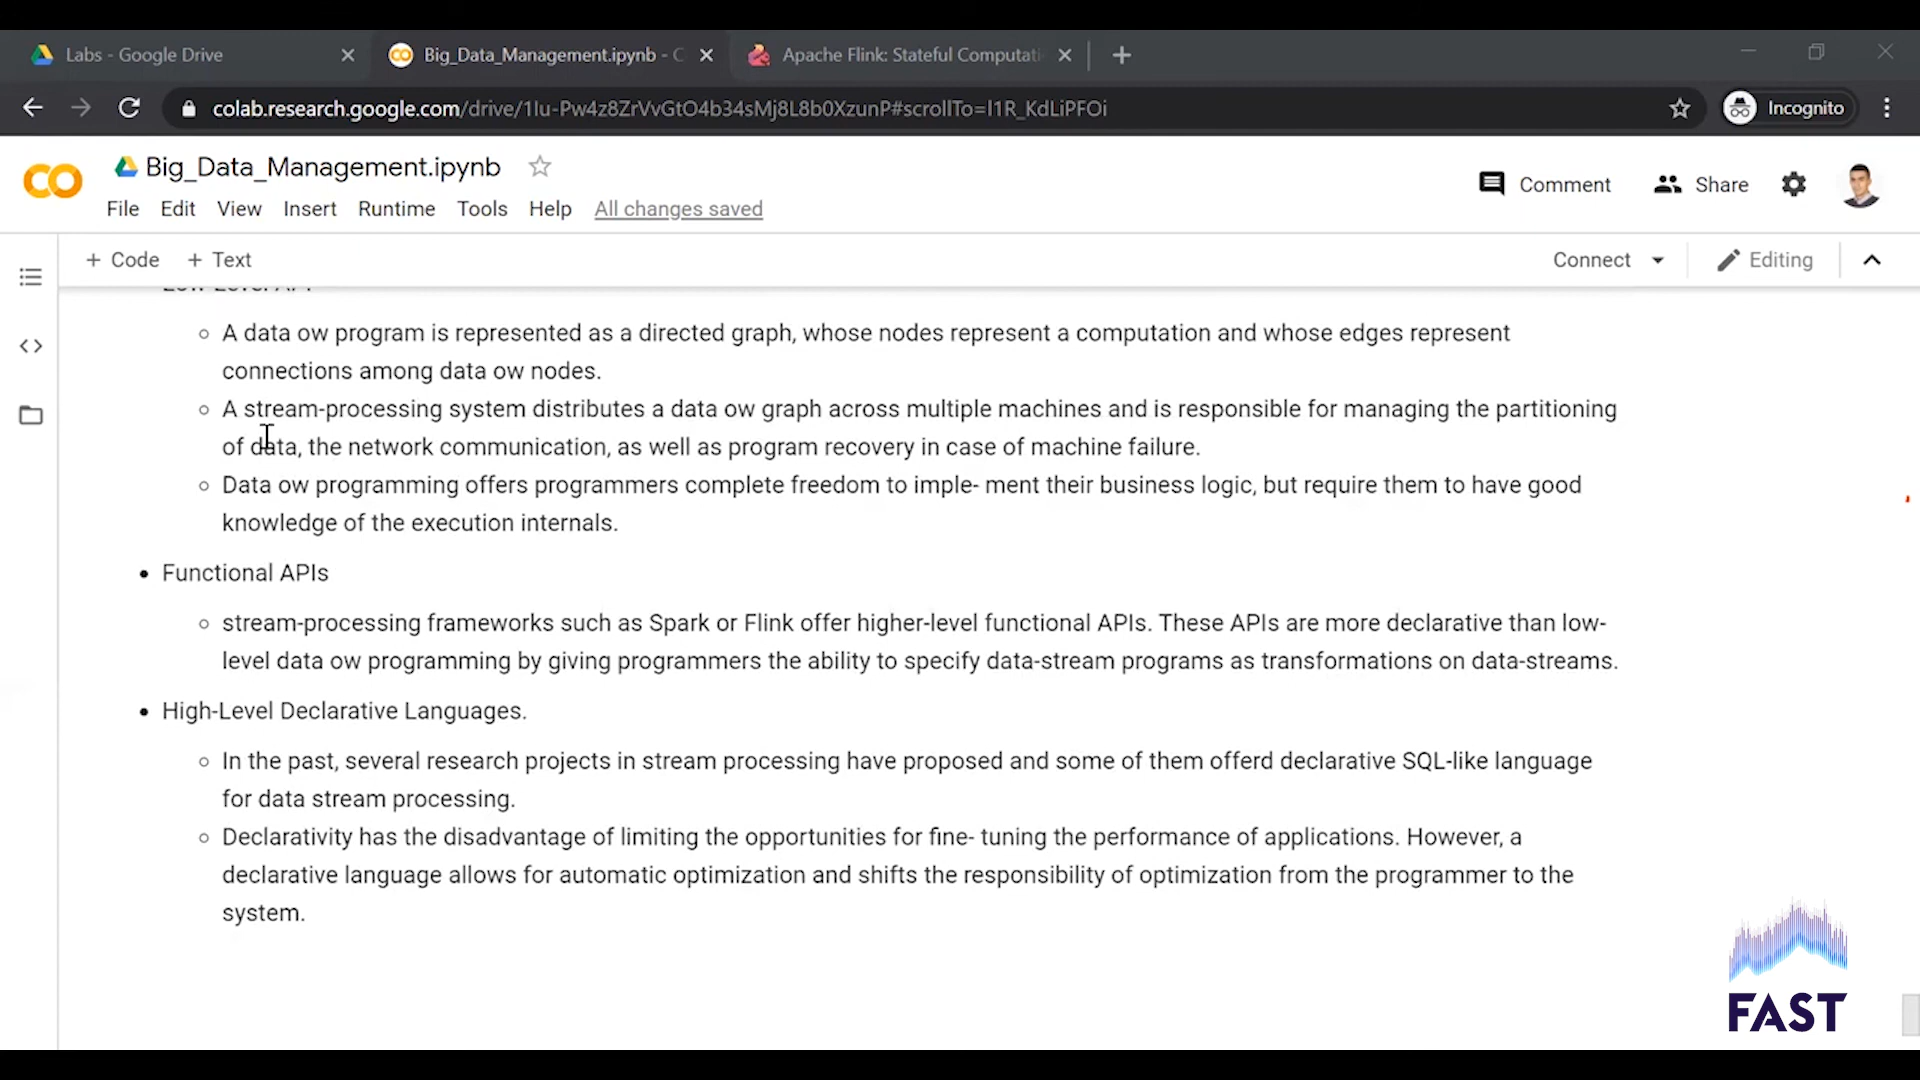 Labs - Google Drive
Big_Data_Management.ipynb - C
Apache Flink: Stateful Computati
colab.research.google.com/drive/1Iu-Pw4z8ZrVvGtO4b34sMj8L8b0XzunP#scrollTo=l1R_KdLiPFOi
Incognito
CO
Big_Data_Management.ipynb
Comment
Share
File Edit View Insert Runtime Tools Help All changes saved
+ Code + Text
Connect
Editing
A data ow program is represented as a directed graph, whose nodes represent a computation and whose edges represent
connections among data ow nodes.
A stream-processing system distributes a data ow graph across multiple machines and is responsible for managing the partitioning
of data, the network communication, as well as program recovery in case of machine failure.
Data ow programming offers programmers complete freedom to imple- ment their business logic, but require them to have good
knowledge of the execution internals.
• Functional APIs
stream-processing frameworks such as Spark or Flink offer higher-level functional APIs. These APIs are more declarative than low-
level data ow programming by giving programmers the ability to specify data-stream programs as transformations on data-streams.
• High-Level Declarative Languages.
In the past, several research projects in stream processing have proposed and some of them offerd declarative SQL-like language
for data stream processing.
Declarativity has the disadvantage of limiting the opportunities for fine- tuning the performance of applications. However, a
declarative language allows for automatic optimization and shifts the responsibility of optimization from the programmer to the
system.
FAST